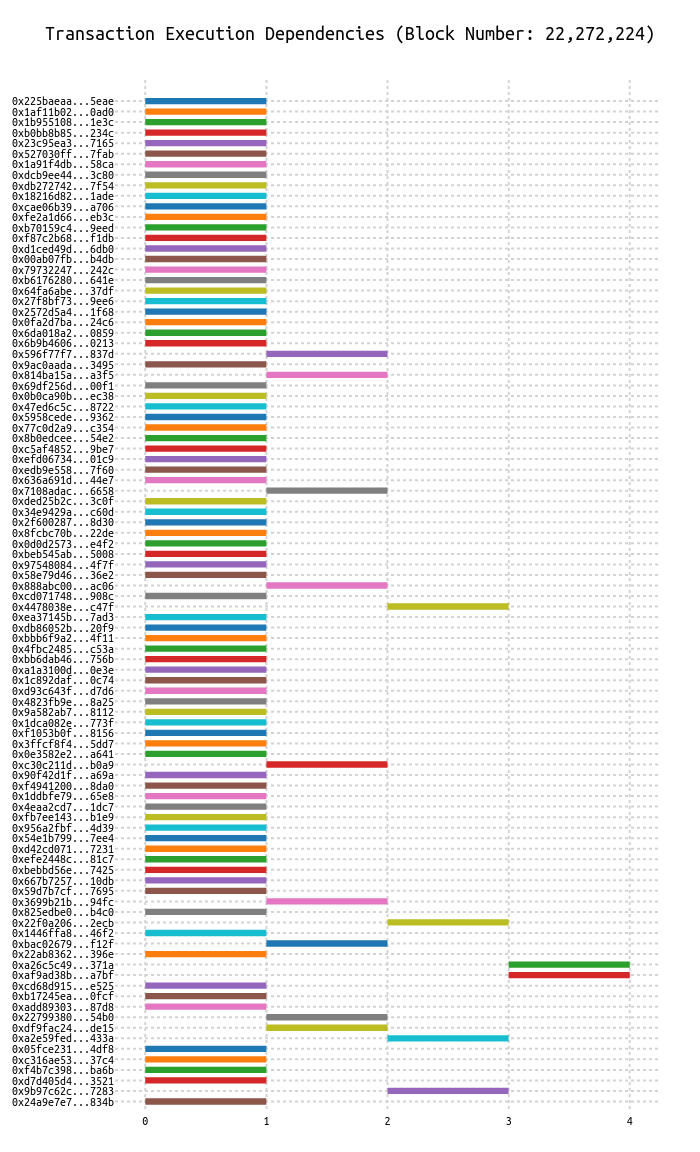 Transaction Execution Dependencies (Block Number: 22,272,224)
0x225baeaa...5eae
0x1af11b02...0ad0
0x1b955108...1e3c
0xb0bb8b85...234c
0x23c95ea3...7165
0x527030ff...7fab
0x1a91f4db...58ca
0xdcb9ee44...3c80
0xdb272742...7f54
0x18216d82...1ade
0xcae06b39...a706
0xfe2a1d66...eb3c
0xb70159c4...9eed
0xf87c2b68...f1db
0xd1ced49d...6db0
0x00ab07fb...b4db
0x79732247...242c
0xb6176280...641e
0x64fa6abe...37df
0x27f8bf73...9ee6
0x2572d5a4...1f68
0x0fa2d7ba...24c6
0x6da018a2...0859
0x6b9b4606...0213
0x596f77f7...837d
0x9ac0aada...3495
0x814ba15a...a3f5
0x69df256d...00f1
0x0b0ca90b...ec38
0x47ed6c5c...8722
0x5958cede...9362
0x77c0d2a9...c354
0x8b0edcee...54e2
0xc5af4852...9be7
0xefd06734...01c9
0xedb9e558...7f60
0x636a691d...44e7
0x7108adac...6658
0xded25b2c...3c0f
0x34e9429a...c60d
0x2f600287...8d30
0x8fcbc70b...22de
0x0d0d2573...e4f2
0xbeb545ab...5008
0x97548084...4f7f
0x58e79d46...36e2
0x888abc00...ac06
0xcd071748...908c
0x4478038e...c47f
0xea37145b...7ad3
0xdb86052b...20f9
0xbbb6f9a2...4f11
0x4fbc2485...c53a
0xbb6dab46...756b
0xa1a3100d...0e3e
0x1c892daf...0c74
0xd93c643f...d7d6
0x4823fb9e...8a25
0x9a582ab7...8112
0x1dca082e...773f
0xf1053b0f...8156
0x3ffcf8f4...5dd7
0x0e3582e2...a641
0xc30c211d...b0a9
0x90f42d1f...a69a
0xf4941200...8da0
0x1ddbfe79...65e8
0x4eaa2cd7...1dc7
0xfb7ee143...b1e9
0x956a2fbf...4d39
0x54e1b799...7ee4
0xd42cd071...7231
0xefe2448c...81c7
0xbebbd56e...7425
0x667b7257...10db
0x59d7b7cf...7695
0x3699b21b...94fc
0x825edbe0...b4c0
0x22f0a206...2ecb
0x1446ffa8...46f2
0xbac02679...f12f
0x22ab8362...396e
0xa26c5c49...371a
0xaf9ad38b...a7bf
0xcd68d915...e525
0xb17245ea...0fcf
0xadd89303...87d8
0x22799380...54b0
0xdf9fac24...de15
0xa2e59fed...433a
0x05fce231...4df8
0xc316ae53...37c4
0xf4b7c398...ba6b
0xd7d405d4...3521
0x9b97c62c...7283
0x24a9e7e7...834b
0 1 2 3 4